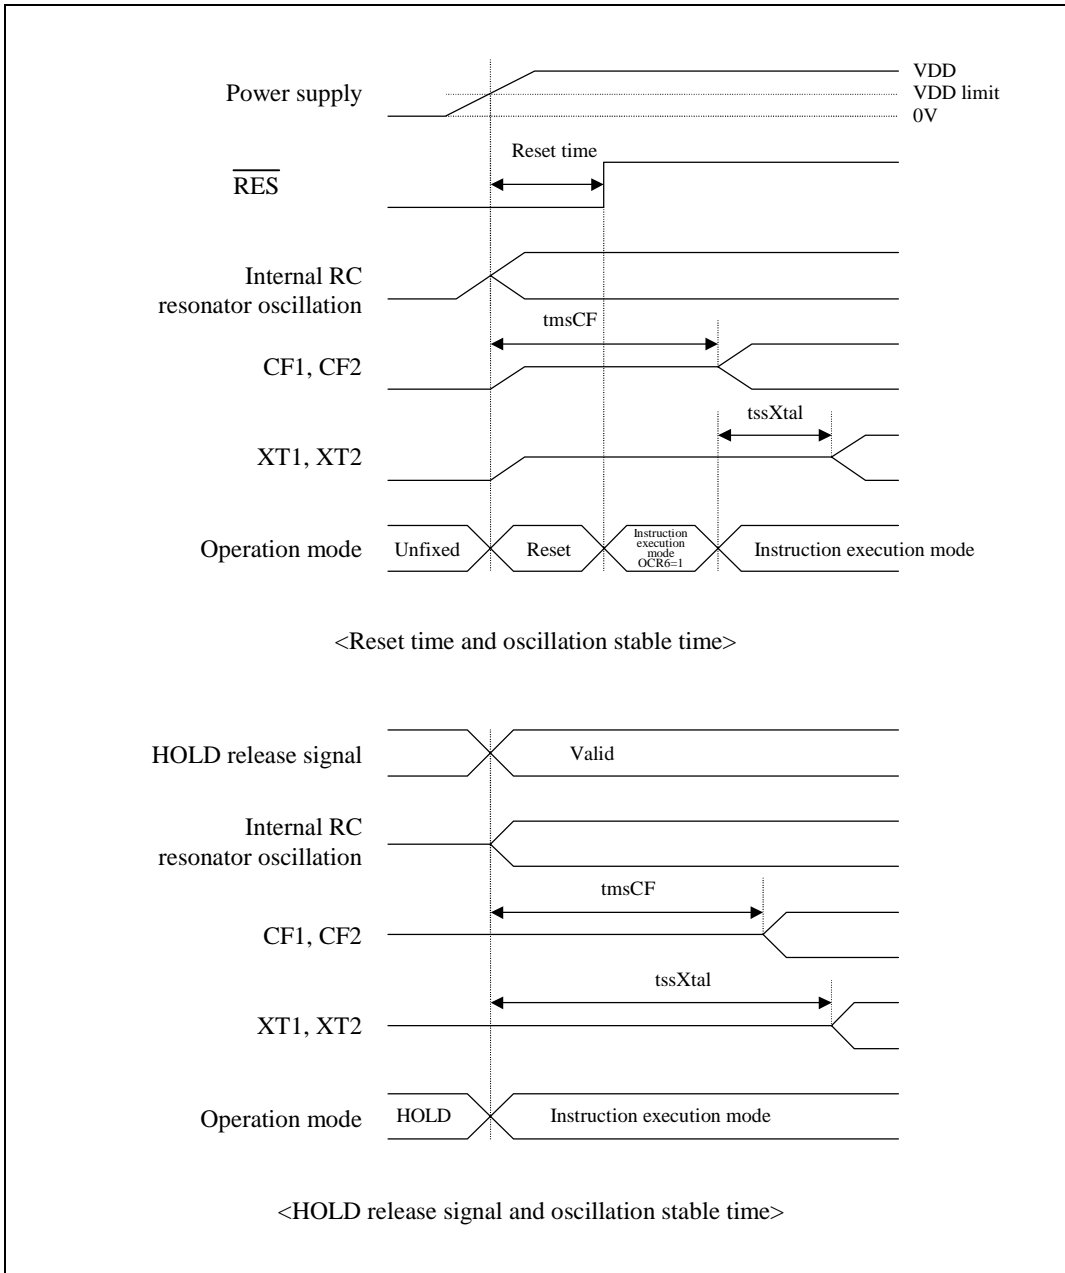 VDD
Power supply
VDD limit
0V
Reset time
RES
Internal RC
resonator oscillation
tmsCF
CF1, CF2
tssXtal
XT1, XT2
Operation mode
Unfixed
Reset
Instruction
execution
mode
OCR6=1
Instruction execution mode
<Reset time and oscillation stable time>
HOLD release signal
Valid
Internal RC
resonator oscillation
tmsCF
CF1, CF2
tssXtal
XT1, XT2
Operation mode
HOLD
Instruction execution mode
<HOLD release signal and oscillation stable time>